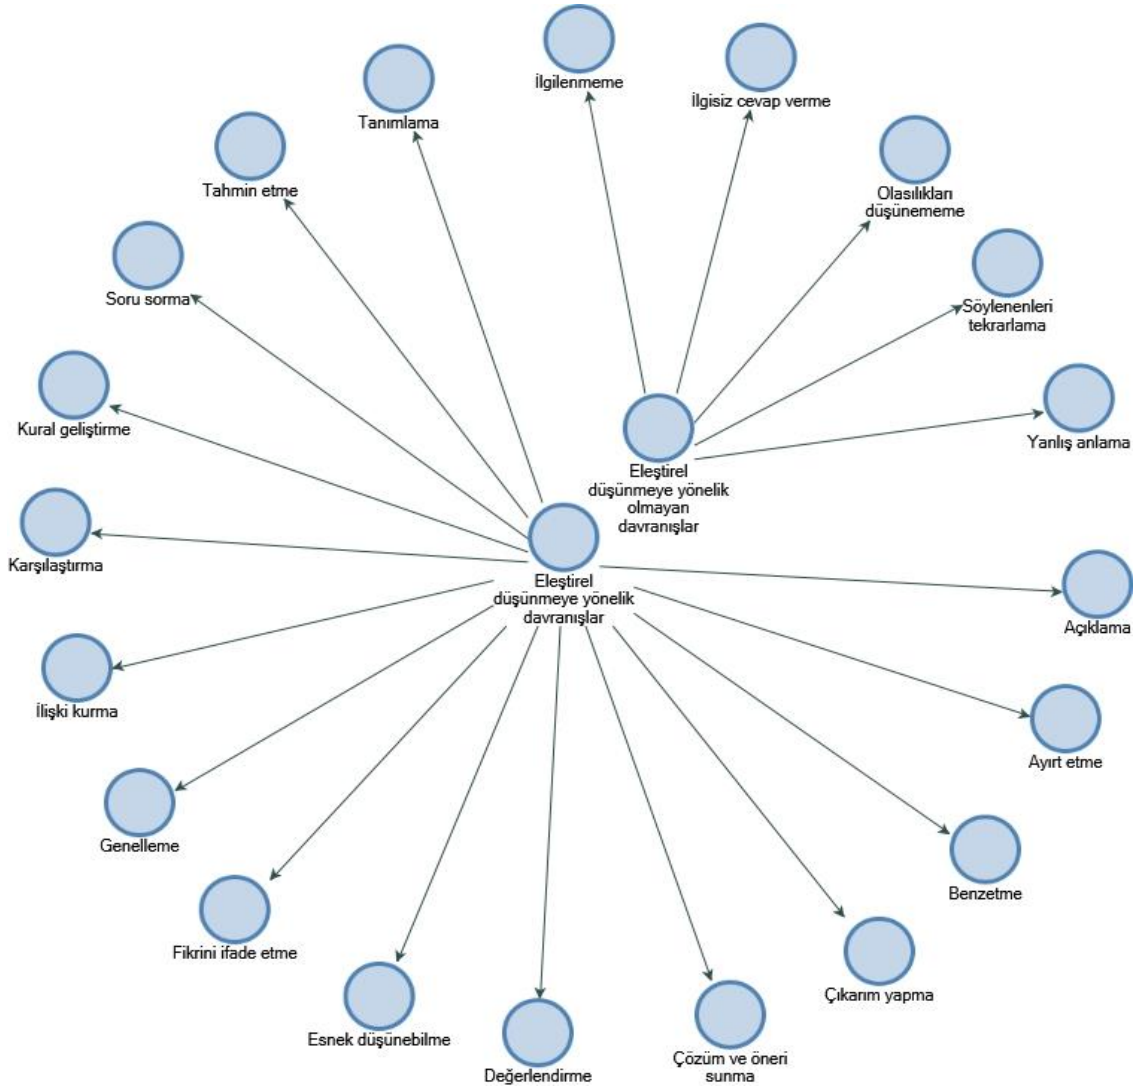 İlgilenmeme
İlgisiz cevap verme
Tanımlama
Tahmin etme
Olasılıkları
düşünememe
Soru sorma
Söylenenleri
tekrarlama
Kural geliştirme
Yanlış anlama
Eleştirel
düşünmeye yönelik
olmayan
davranışlar
Karşılaştırma
Eleştirel
düşünmeye yönelik
davranışlar
Açıklama
İlişki kurma
Ayırt etme
Genelleme
Benzetme
Fikrini ifade etme
Çıkarım yapma
Esnek düşünebilme
Değerlendirme
Çözüm ve öneri
sunma